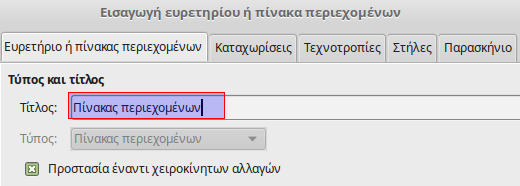 Εισαγωγή ευρετηρίου ή πίνακα περιεχομένων
Ευρετήριο ή πίνακας περιεχομένων Καταχωρίσεις Τεχνοτροπίες Στήλες Παρασκήνιο
Τύπος και τίτλος
Τίτλος: Πίνακας περιεχομένων
Τύπος: Πίνακας περιεχομένων
Προστασία έναντι χειροκίνητων αλλαγών